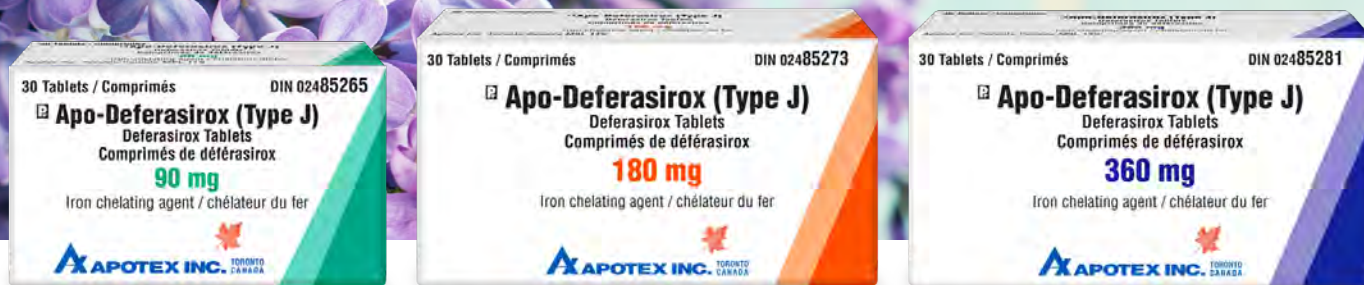 30 Tablets / Comprimés
DIN 02485265
P Apo-Deferasirox (Type J)
Deferasirox Tablets
Comprimés de déférasirox
90 mg
Iron chelating agent / chélateur du fer
APOTEX INC. TORONTO CANADA
30 Tablets / Comprimés
DIN 02485273
P Apo-Deferasirox (Type J)
Deferasirox Tablets
Comprimés de déférasirox
180 mg
Iron chelating agent / chélateur du fer
APOTEX INC. TORONTO CANADA
30 Tablets / Comprimés
DIN 02485281
P Apo-Deferasirox (Type J)
Deferasirox Tablets
Comprimés de déférasirox
360 mg
Iron chelating agent / chélateur du fer
APOTEX INC. TORONTO CANADA